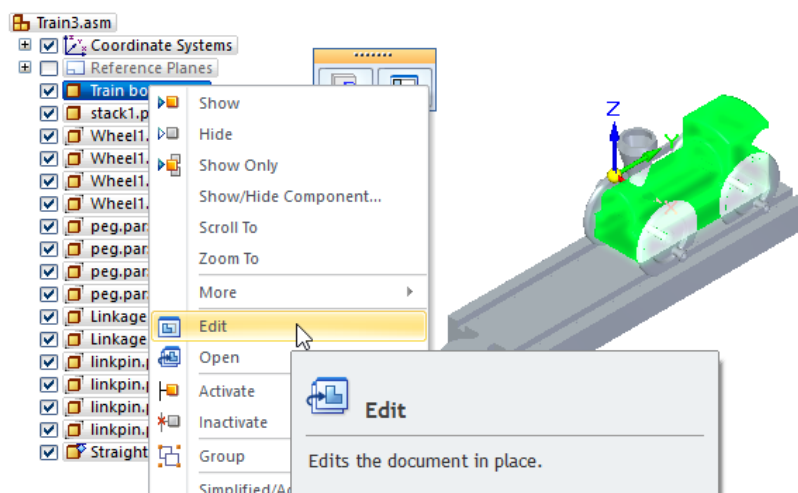 Train3.asm
Coordinate Systems
Reference Planes
Train bo
stack1.p
Wheel1.
Wheel1.
Wheel1.
Wheel1.
peg.par
peg.par
peg.par
peg.par
Linkage
Linkage
linkpin.p
linkpin.p
linkpin.p
linkpin.p
Straight
Show
Hide
Show Only
Show/Hide Component...
Scroll To
Zoom To
More
Edit
Open
Activate
Inactivate
Group
Simplified/Ad
Edit
Edits the document in place.
Z
Y